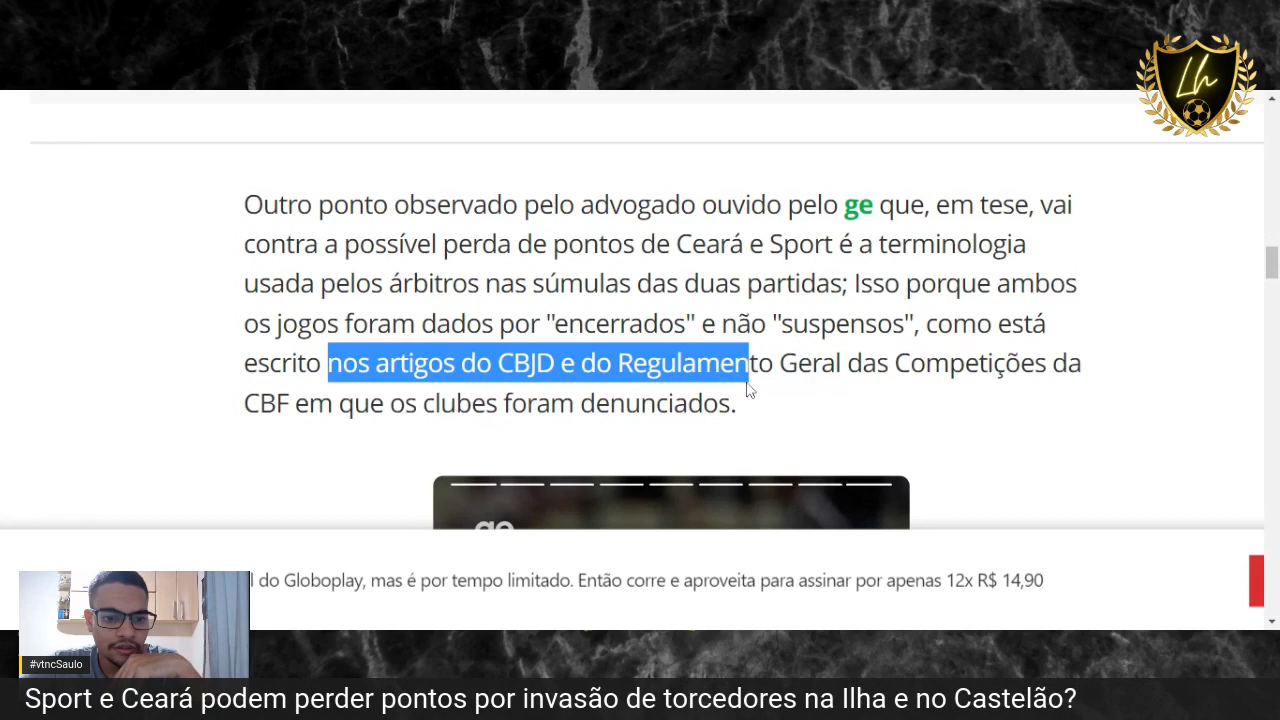 Lh
Outro ponto observado pelo advogado ouvido pelo ge que, em tese, vai
contra a possível perda de pontos de Ceará e Sport é a terminologia
usada pelos árbitros nas súmulas das duas partidas; Isso porque ambos
os jogos foram dados por "encerrados" e não "suspensos", como está
escrito nos artigos do CBJD e do Regulamento Geral das Competições da
CBF em que os clubes foram denunciados.
ge
l do Globoplay, mas é por tempo limitado. Então corre e aproveita para assinar por apenas 12x R$ 14,90
#vtncSaulo
Sport e Ceará podem perder pontos por invasão de torcedores na Ilha e no Castelão?